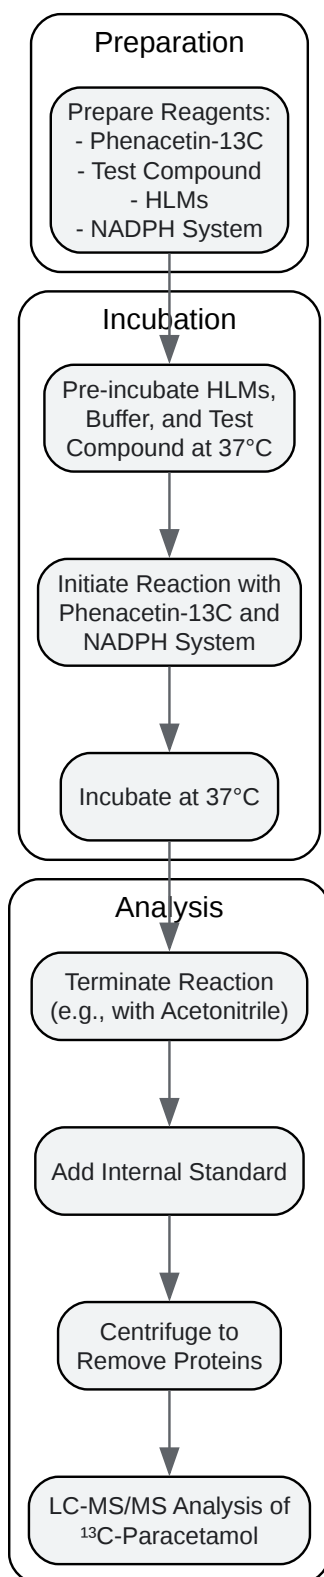 Preparation
Prepare Reagents:
- Phenacetin-13C
- Test Compound
- HLMs
- NADPH System
Incubation
Pre-incubate HLMs,
Buffer, and Test
Compound at 37°C
Initiate Reaction with
Phenacetin-13C and
NADPH System
Incubate at 37°C
Analysis
Terminate Reaction
(e.g., with Acetonitrile)
Add Internal Standard
Centrifuge to
Remove Proteins
LC-MS/MS Analysis of
¹³C-Paracetamol